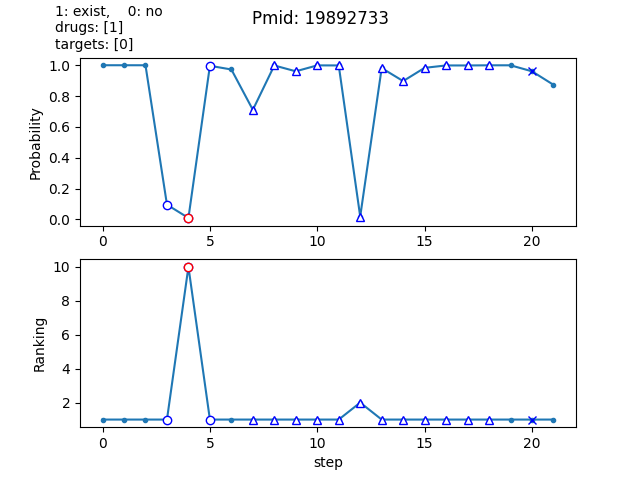 1: exist,    0: no
Pmid: 19892733
drugs: [1]
targets: [0]
1.0
0.8
0.6
0.4
0.2
0.0
Probability
0 5 10 15 20
10
8
6
4
2
Ranking
0 5 10 15 20
step